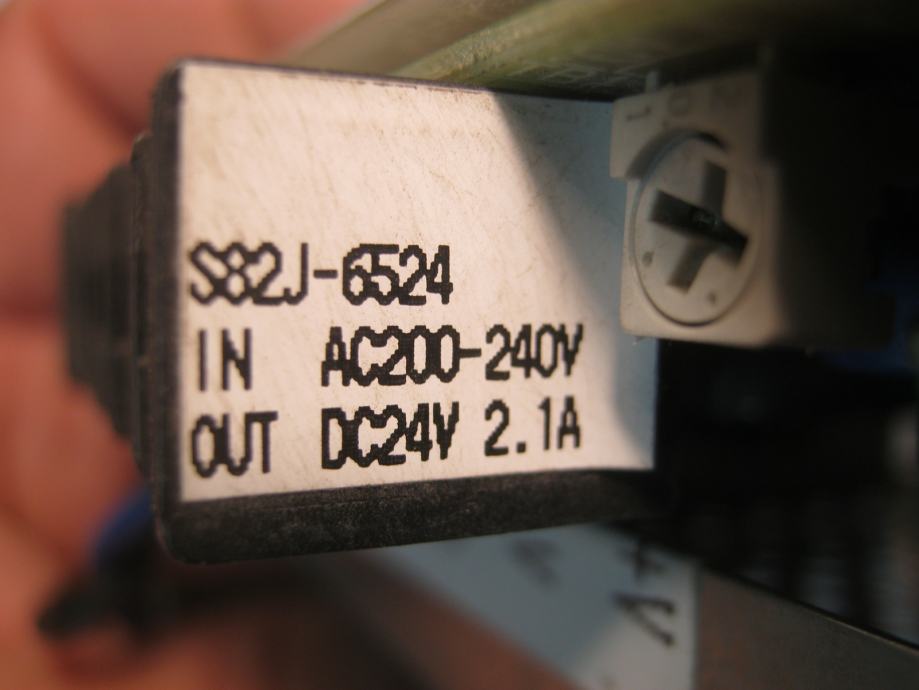 S82J-6524
IN AC200-240V
OUT DC24V 2.1A